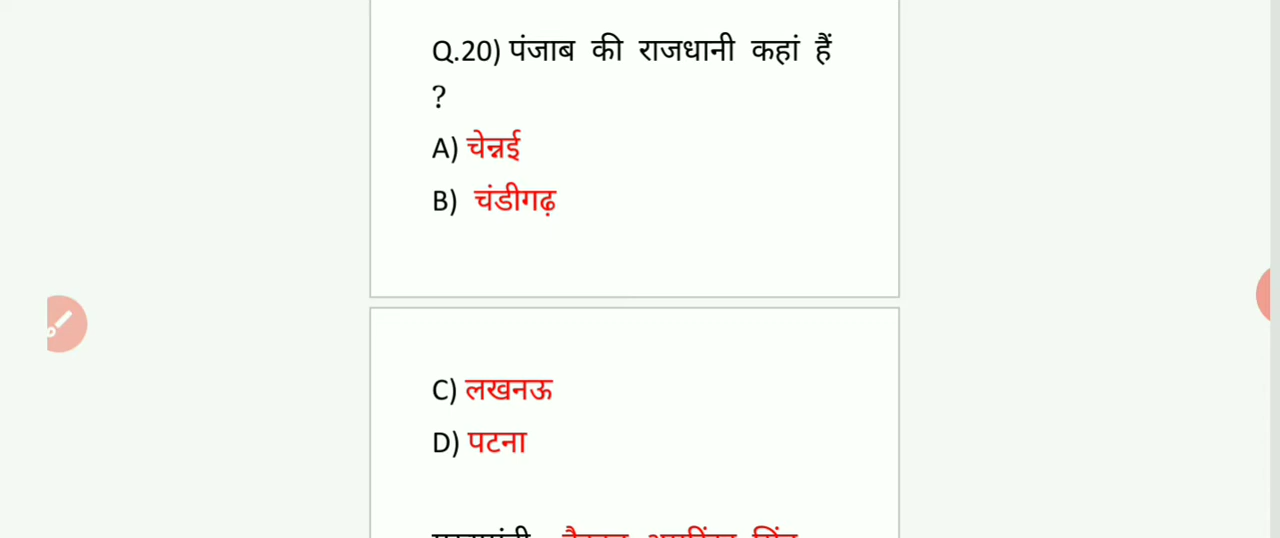 Q.20) पंजाब की राजधानी कहां हैं
?
A) चेन्नई
B) चंडीगढ़
C) लखनऊ
D) पटना